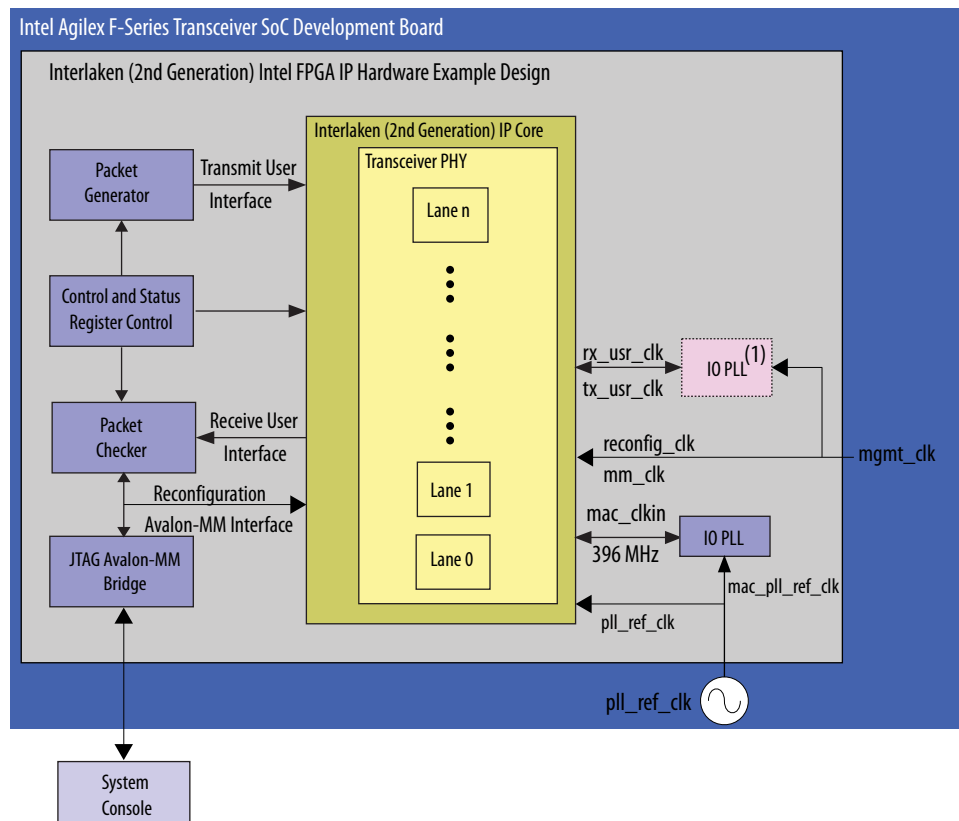 Intel Agilex F-Series Transceiver SoC Development Board
Interlaken (2nd Generation) Intel FPGA IP Hardware Example Design
Interlaken (2nd Generation) IP Core
Transceiver PHY
Packet
Generator
Transmit User
Interface
Lane n
Control and Status
Register Control
rx_usr_clk
tx_usr_clk
IO PLL
(1)
Packet
Checker
Receive User
Interface
reconfig_clk
mm_clk
mgmt_clk
Reconfiguration
Avalon-MM Interface
Lane 1
mac_clkin
396 MHz
IO PLL
JTAG Avalon-MM
Bridge
Lane 0
mac_pll_ref_clk
pll_ref_clk
pll_ref_clk
System
Console